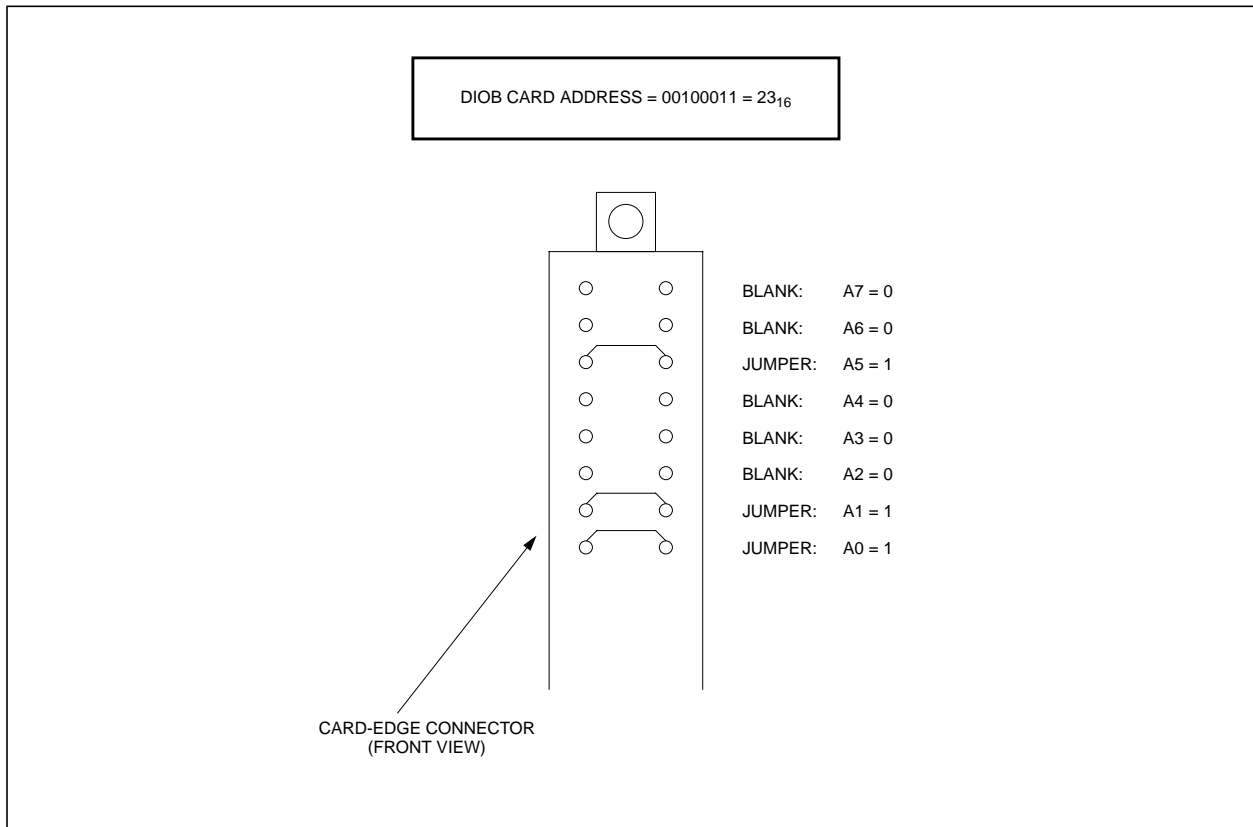 DIOB CARD ADDRESS = 00100011 = 23₁₆
BLANK: A7 = 0
BLANK: A6 = 0
JUMPER: A5 = 1
BLANK: A4 = 0
BLANK: A3 = 0
BLANK: A2 = 0
JUMPER: A1 = 1
JUMPER: A0 = 1
CARD-EDGE CONNECTOR
(FRONT VIEW)